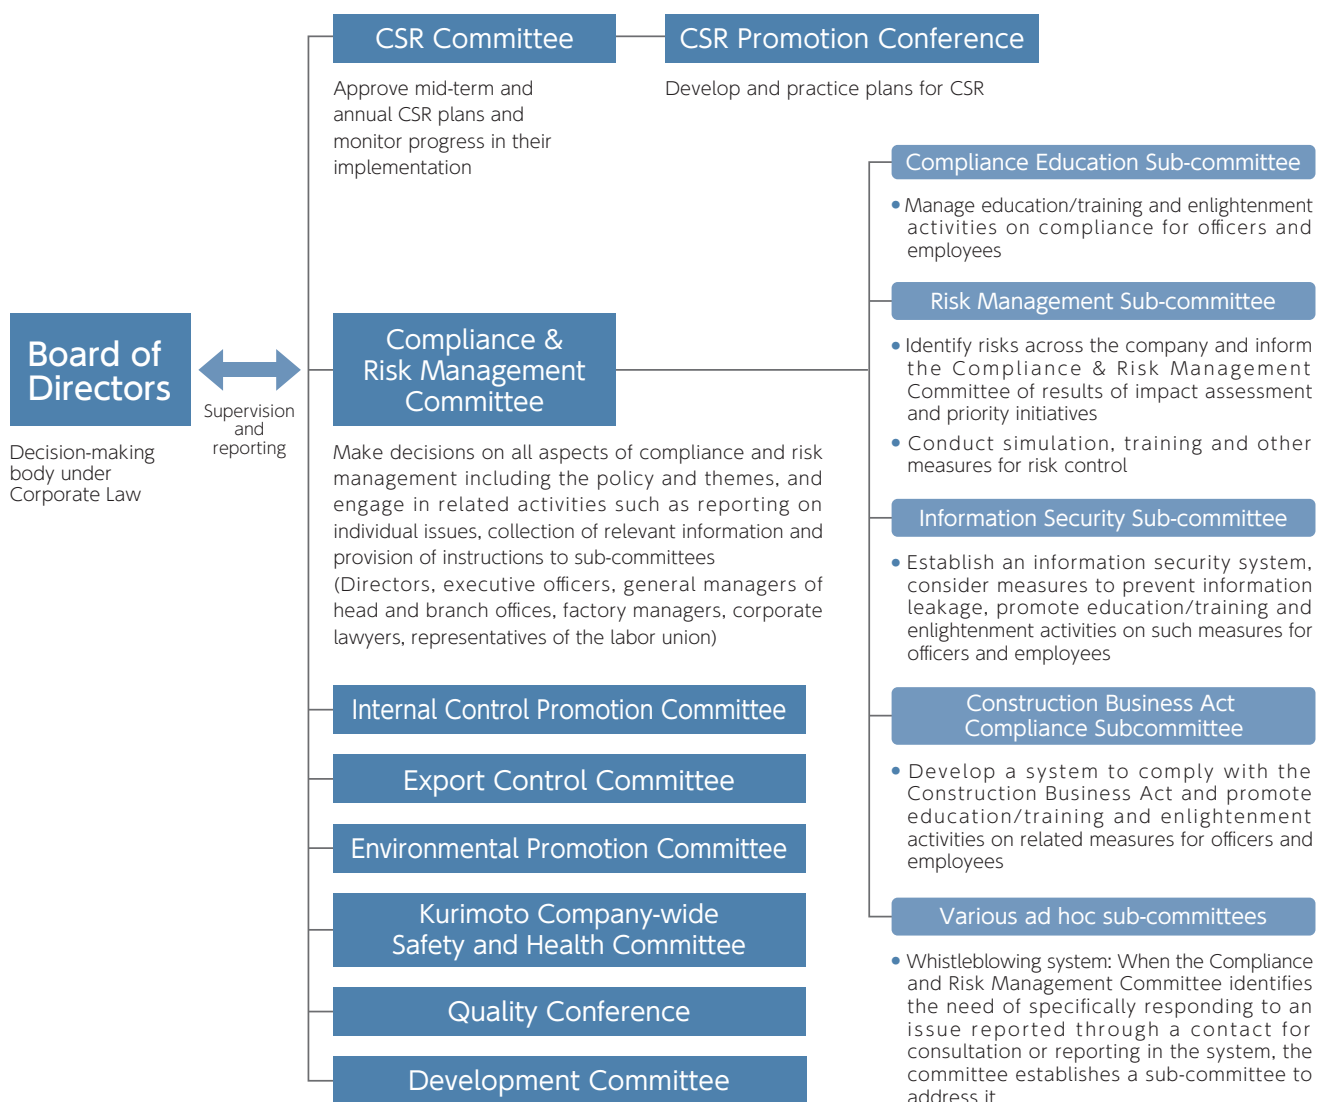 CSR Committee
CSR Promotion Conference
Approve mid-term and
annual CSR plans and
monitor progress in their
implementation
Develop and practice plans for CSR
Board of
Directors
Decision-making
body under
Corporate Law
Supervision
and
reporting
Compliance &
Risk Management
Committee
Make decisions on all aspects of compliance and risk
management including the policy and themes, and
engage in related activities such as reporting on
individual issues, collection of relevant information and
provision of instructions to sub-committees
(Directors, executive officers, general managers of
head and branch offices, factory managers, corporate
lawyers, representatives of the labor union)
Internal Control Promotion Committee
Export Control Committee
Environmental Promotion Committee
Kurimoto Company-wide
Safety and Health Committee
Quality Conference
Development Committee
Compliance Education Sub-committee
• Manage education/training and enlightenment
activities on compliance for officers and
employees
Risk Management Sub-committee
• Identify risks across the company and inform
the Compliance & Risk Management
Committee of results of impact assessment
and priority initiatives
• Conduct simulation, training and other
measures for risk control
Information Security Sub-committee
• Establish an information security system,
consider measures to prevent information
leakage, promote education/training and
enlightenment activities on such measures for
officers and employees
Construction Business Act
Compliance Subcommittee
• Develop a system to comply with the
Construction Business Act and promote
education/training and enlightenment
activities on related measures for officers and
employees
Various ad hoc sub-committees
• Whistleblowing system: When the Compliance
and Risk Management Committee identifies
the need of specifically responding to an
issue reported through a contact for
consultation or reporting in the system, the
committee establishes a sub-committee to
address it